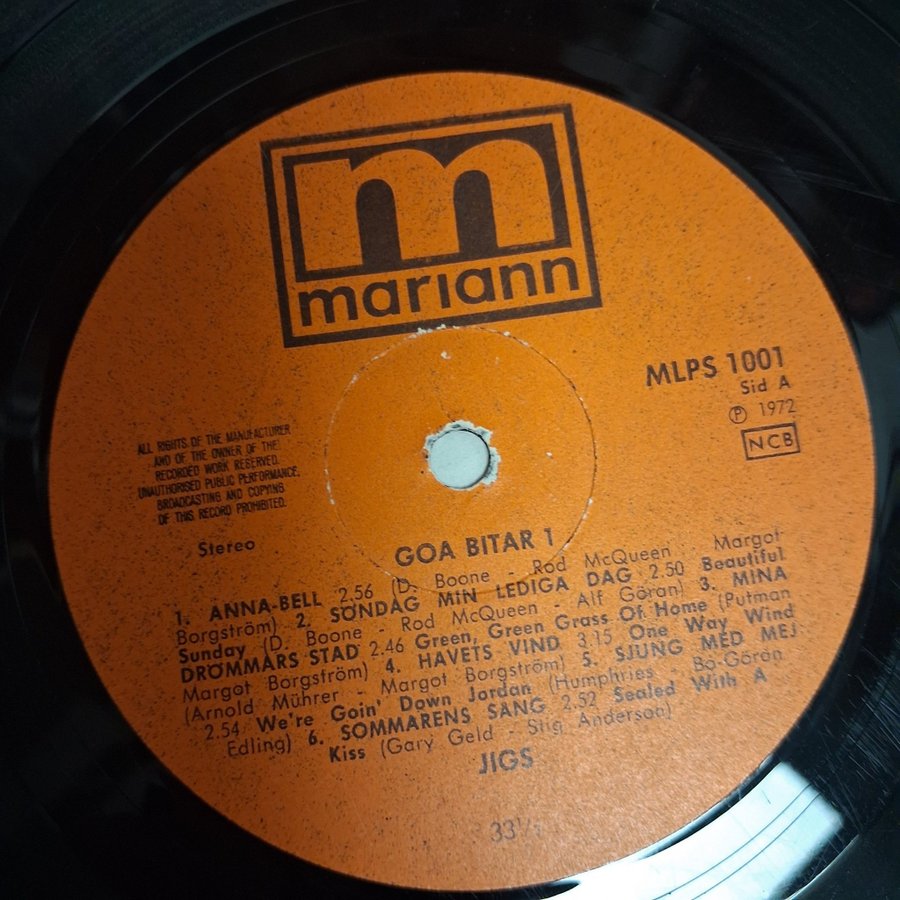 m
mariann
MLPS 1001
Sid A
℗ 1972
NCB
ALL RIGHTS OF THE MANUFACTURER
AND OF THE OWNER OF THE
RECORDED WORK RESERVED.
UNAUTHORISED PUBLIC PERFORMANCE,
BROADCASTING AND COPYING
OF THIS RECORD PROHIBITED.
Stereo
GOA BITAR 1
1. ANNA-BELL 2.56 (D. Boone - Rod McQueen - Margot
Borgström) 2. SÖNDAG MIN LEDIGA DAG 2.50 Beautiful
Sunday (D. Boone - Rod McQueen - Alf Göran) 3. MINA
DRÖMMARS STAD 2.46 Green, Green Grass Of Home (Putman
Margot Borgström) 4. HAVETS VIND 3.15 One Way Wind
(Arnold Mührer - Margot Borgström) 5. SJUNG MED MEJ
2.54 We're Goin' Down Jordan (Humphries - Bo-Göran
Edling) 6. SOMMARENS SANG 2.52 Sealed With A
Kiss (Gary Geld - Stig Anderson)
JIGS
33⅓